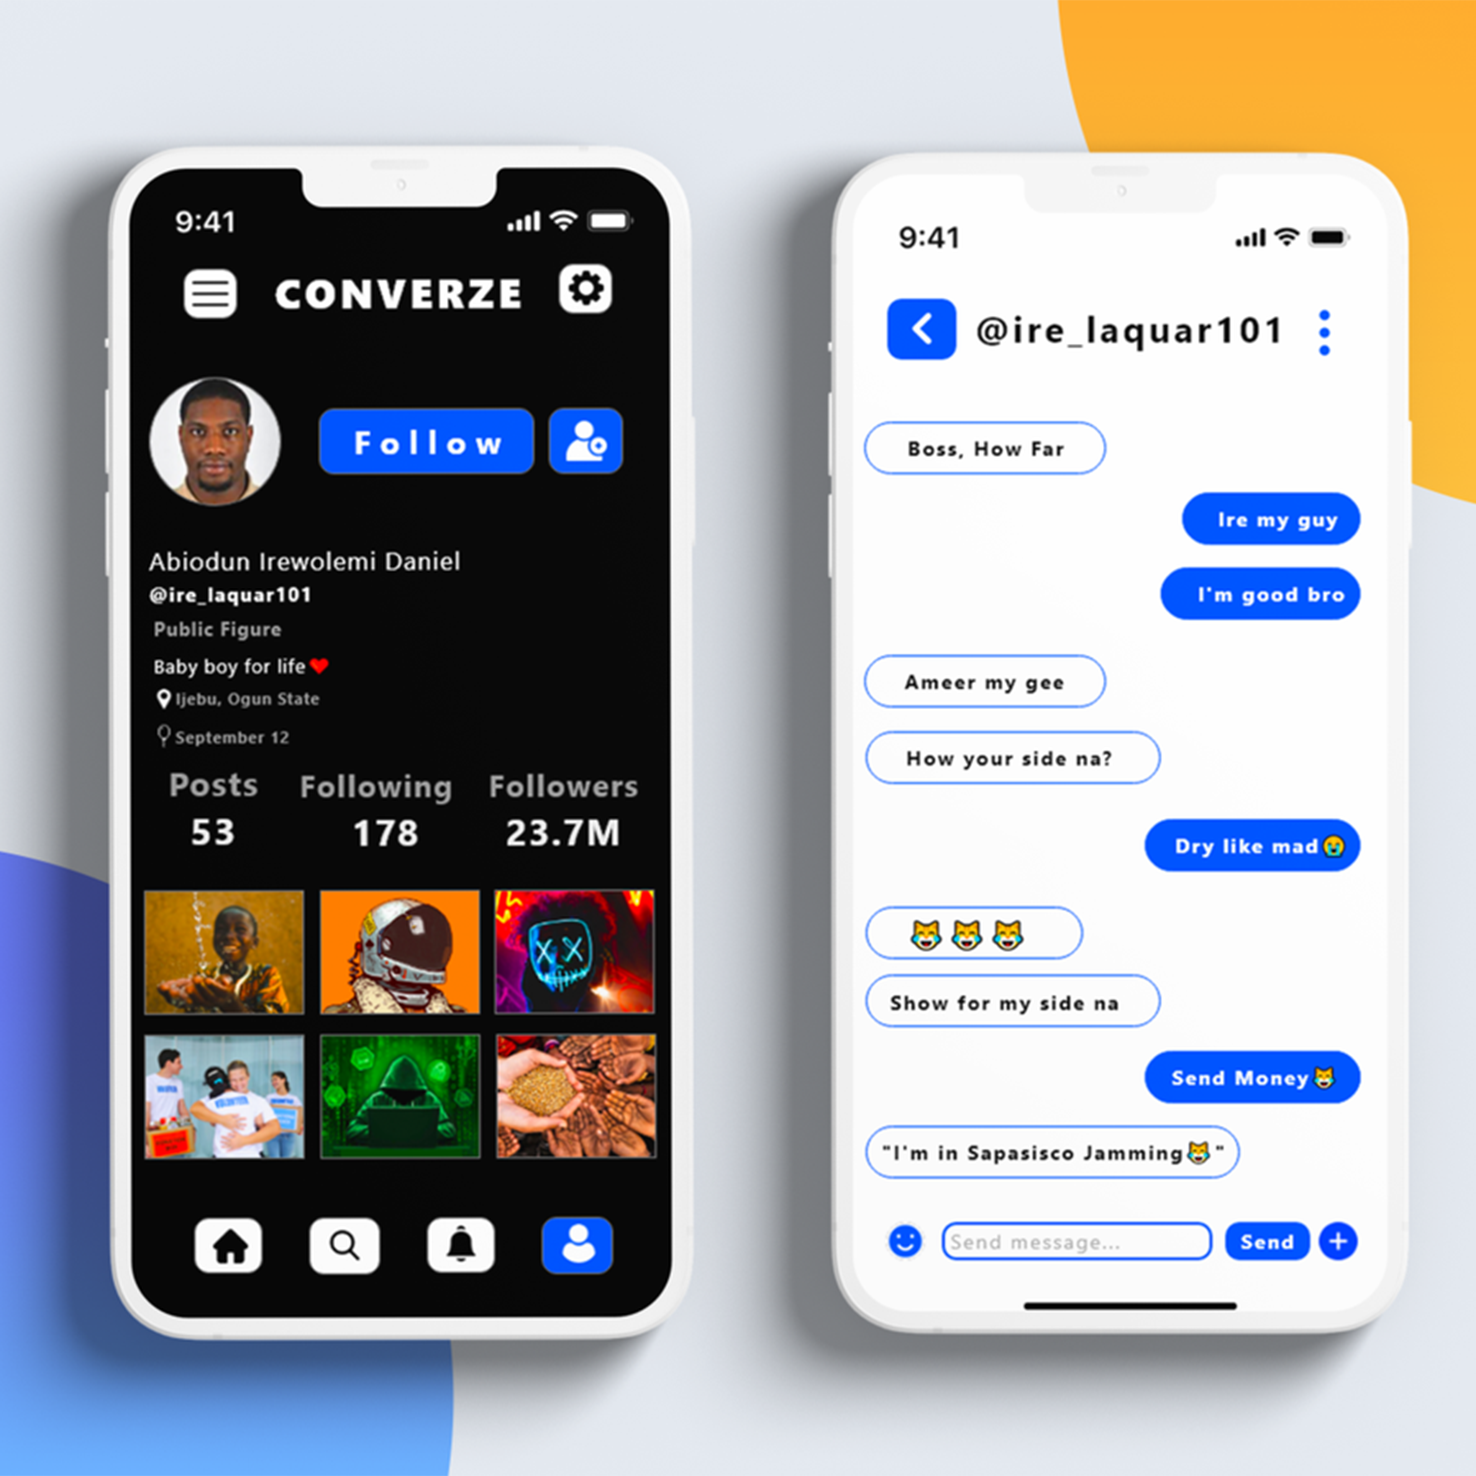 9:41
CONVERZE
Follow
Abiodun Irewolemi Daniel
@ire_laquar101
Public Figure
Baby boy for life❤
Ijebu, Ogun State
September 12
Posts Following Followers
53 178 23.7M
VOLUNTEER
9:41
@ire_laquar101
Boss, How Far
Ire my guy
I'm good bro
Ameer my gee
How your side na?
Dry like mad😭
😹 😹 😹
Show for my side na
Send Money😹
"I'm in Sapasisco Jamming😹"
Send message...
Send